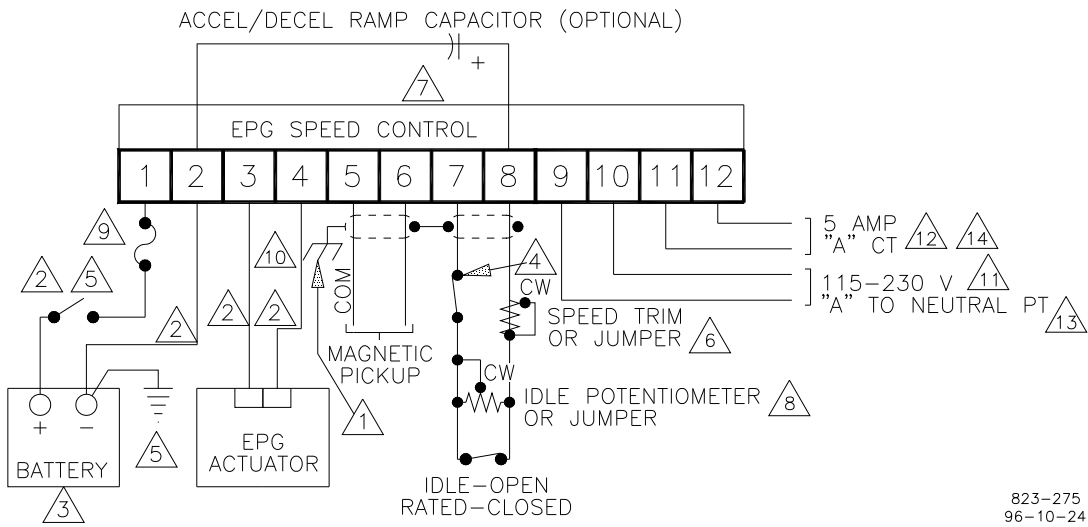 ACCEL/DECEL RAMP CAPACITOR (OPTIONAL)
+
7
EPG SPEED CONTROL
1 2 3 4 5 6 7 8 9 10 11 12
9
10
5 AMP 12 14
"A" CT
2 5
COM
4
CW
115-230 V 11
"A" TO NEUTRAL PT 13
2
2 2
SPEED TRIM
OR JUMPER 6
MAGNETIC
PICKUP
CW
IDLE POTENTIOMETER 8
OR JUMPER
1
+ -
BATTERY
5
3
EPG
ACTUATOR
IDLE-OPEN
RATED-CLOSED
823-275
96-10-24